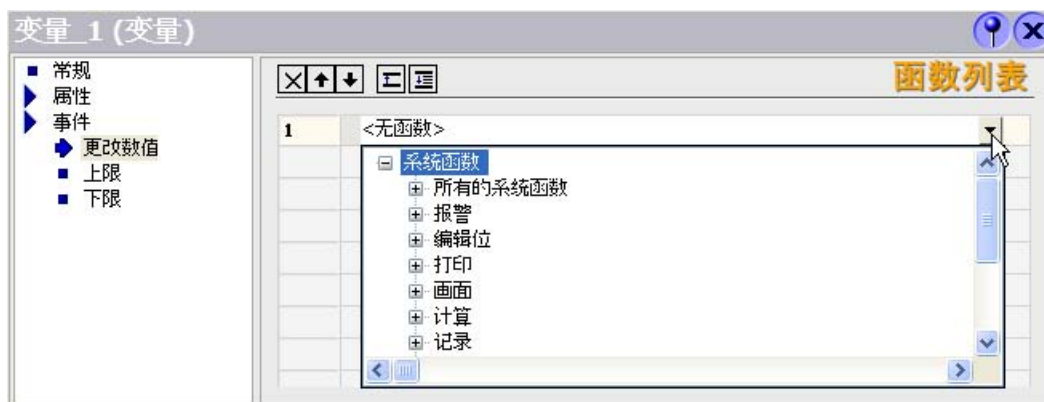 变量_1 (变量)
常规
属性
事件
更改数值
上限
下限
函数列表
1 <无函数>
系统函数
所有的系统函数
报警
编辑位
打印
画面
计算
记录